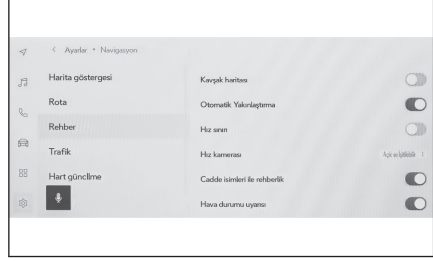 Ayarlar • Navigasyon
Harita göstergesi
Rota
Rehber
Trafik
Hart güncllme
Kavşak haritası
Otomatik Yakınlaştırma
Hız sınırı
Hız kamerası
Cadde isimleri ile rehberlik
Hava durumu uyarısı